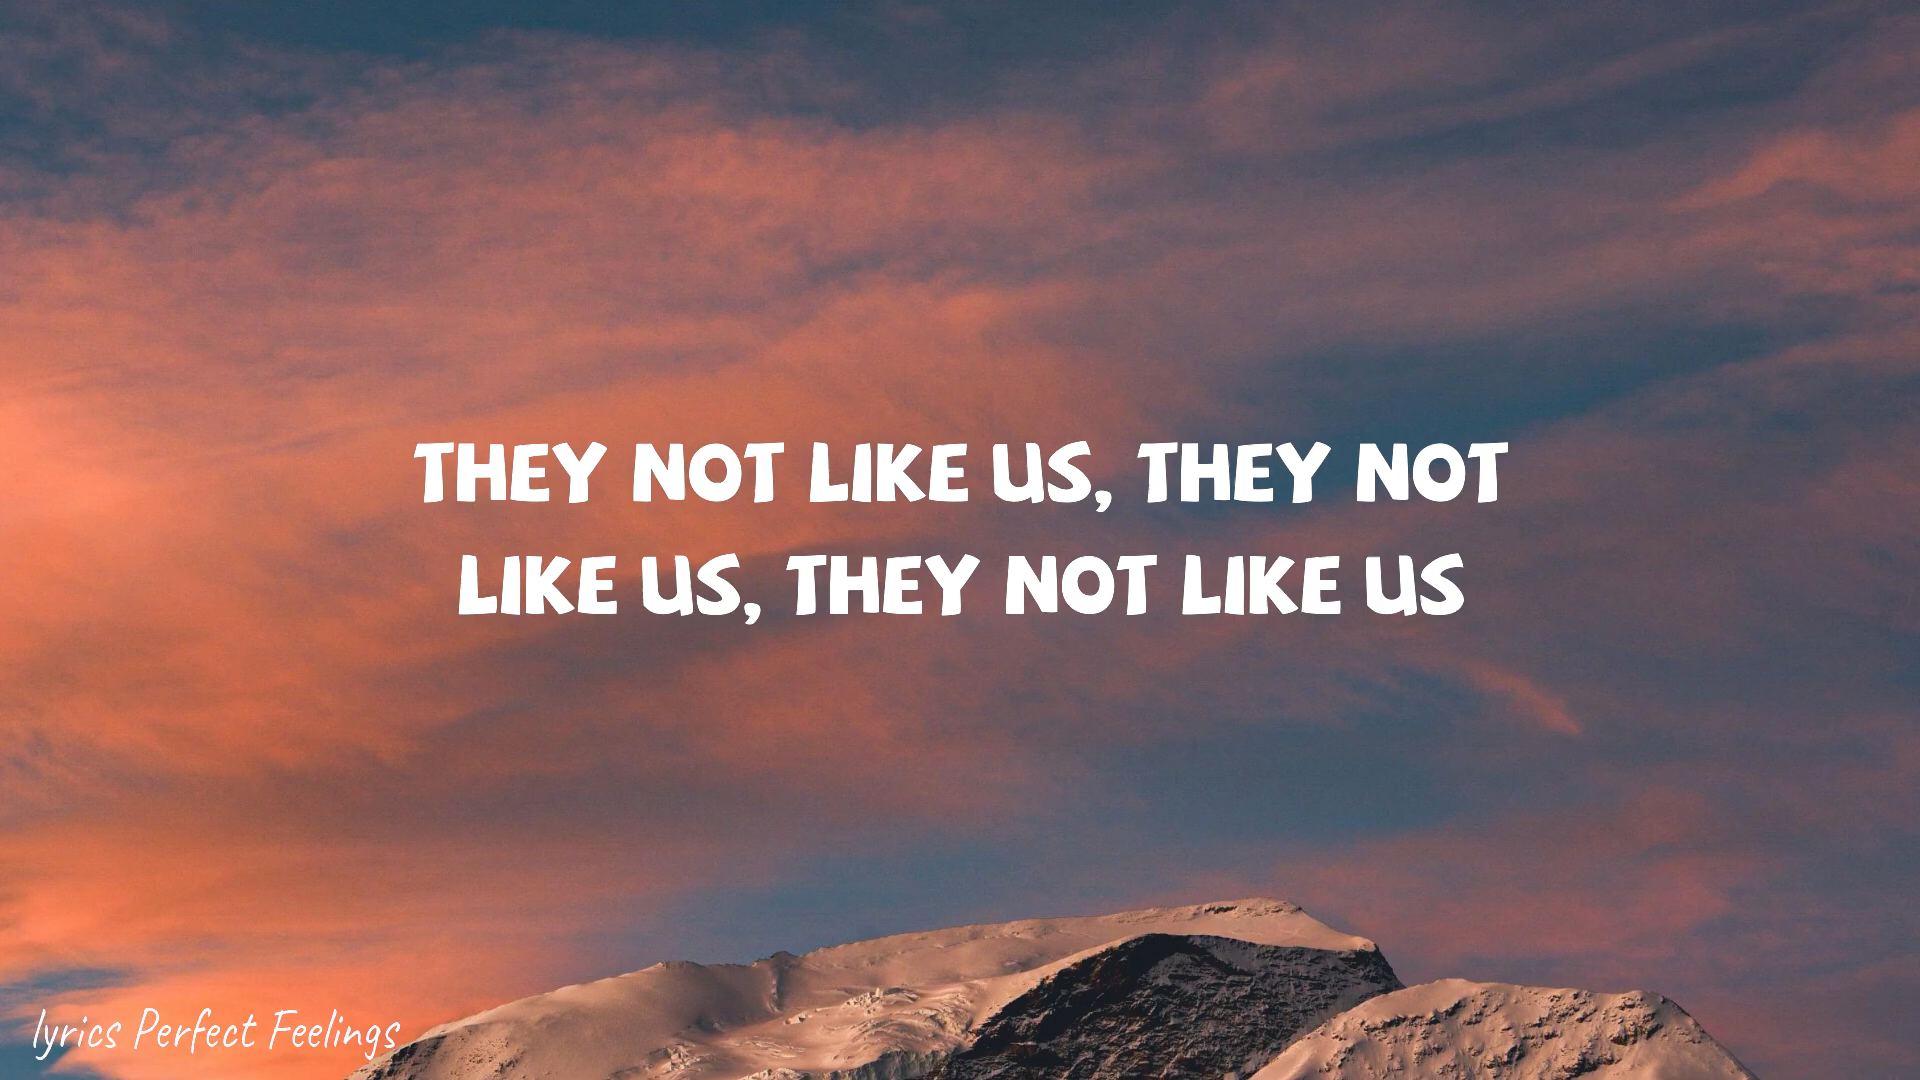 THEY NOT LIKE US, THEY NOT
LIKE US, THEY NOT LIKE US
lyrics Perfect Feelings